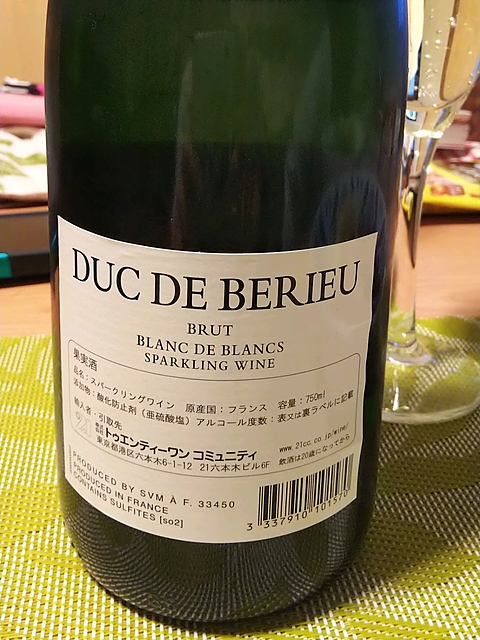 DUC DE BERIEU
BRUT
BLANC DE BLANCS
SPARKLING WINE
果実酒
品名：スパークリングワイン 原産国：フランス 容量：750ml
添加物：酸化防止剤（亜硫酸塩）アルコール度数：表又は裏ラベルに記載
輸入者：引取先
株式会社 トゥエンティーワン コミュニティ www.21cc.co.jp/wine/
東京都港区六本木6-1-12 21六本木ビル6F 飲酒は20歳になってから
PRODUCED BY SVM À F. 33450
PRODUCED IN FRANCE
CONTAINS SULFITES [so2]
3 337910 101570